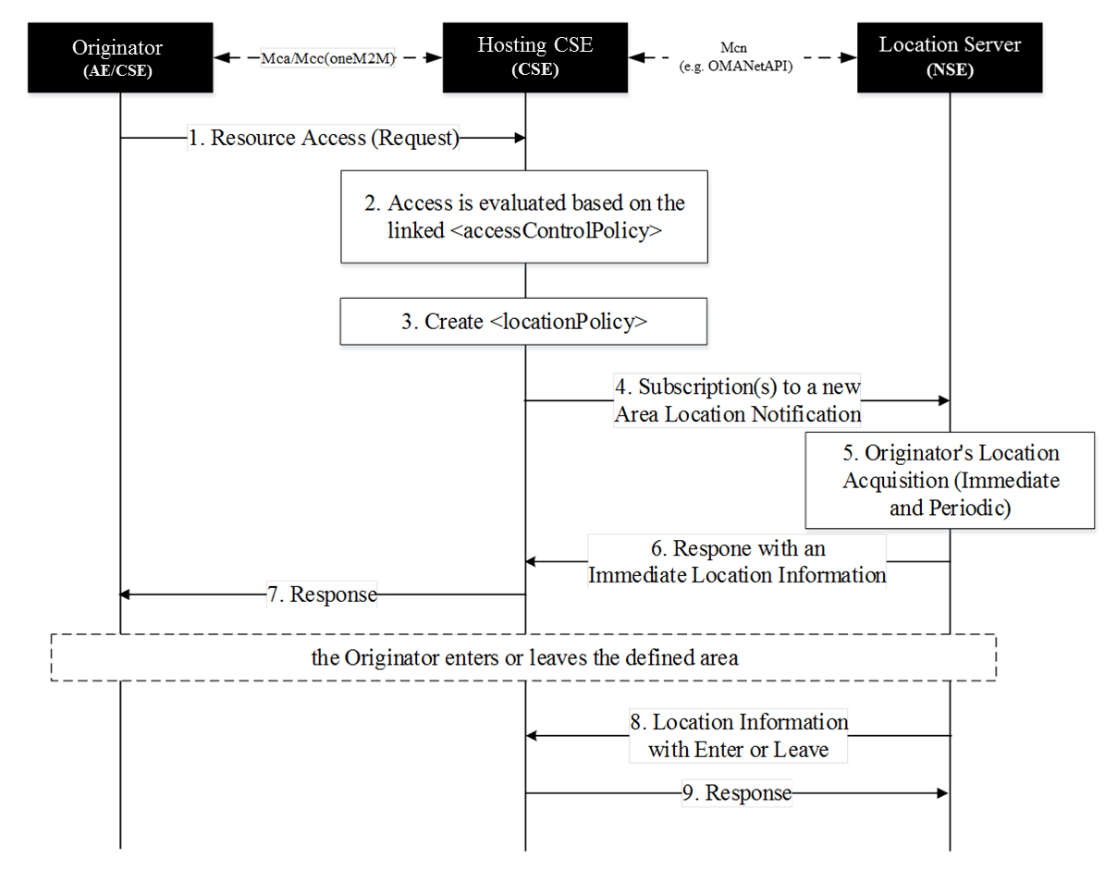 Originator
(AE/CSE)
Mca/Mcc(oneM2M)
Hosting CSE
(CSE)
Mcn
(e.g. OMANetAPI)
Location Server
(NSE)
1. Resource Access (Request)
2. Access is evaluated based on the
linked <accessControlPolicy>
3. Create <locationPolicy>
4. Subscription(s) to a new
Area Location Notification
5. Originator's Location
Acquisition (Immediate
and Periodic)
6. Respone with an
Immediate Location Information
7. Response
the Originator enters or leaves the defined area
8. Location Information
with Enter or Leave
9. Response